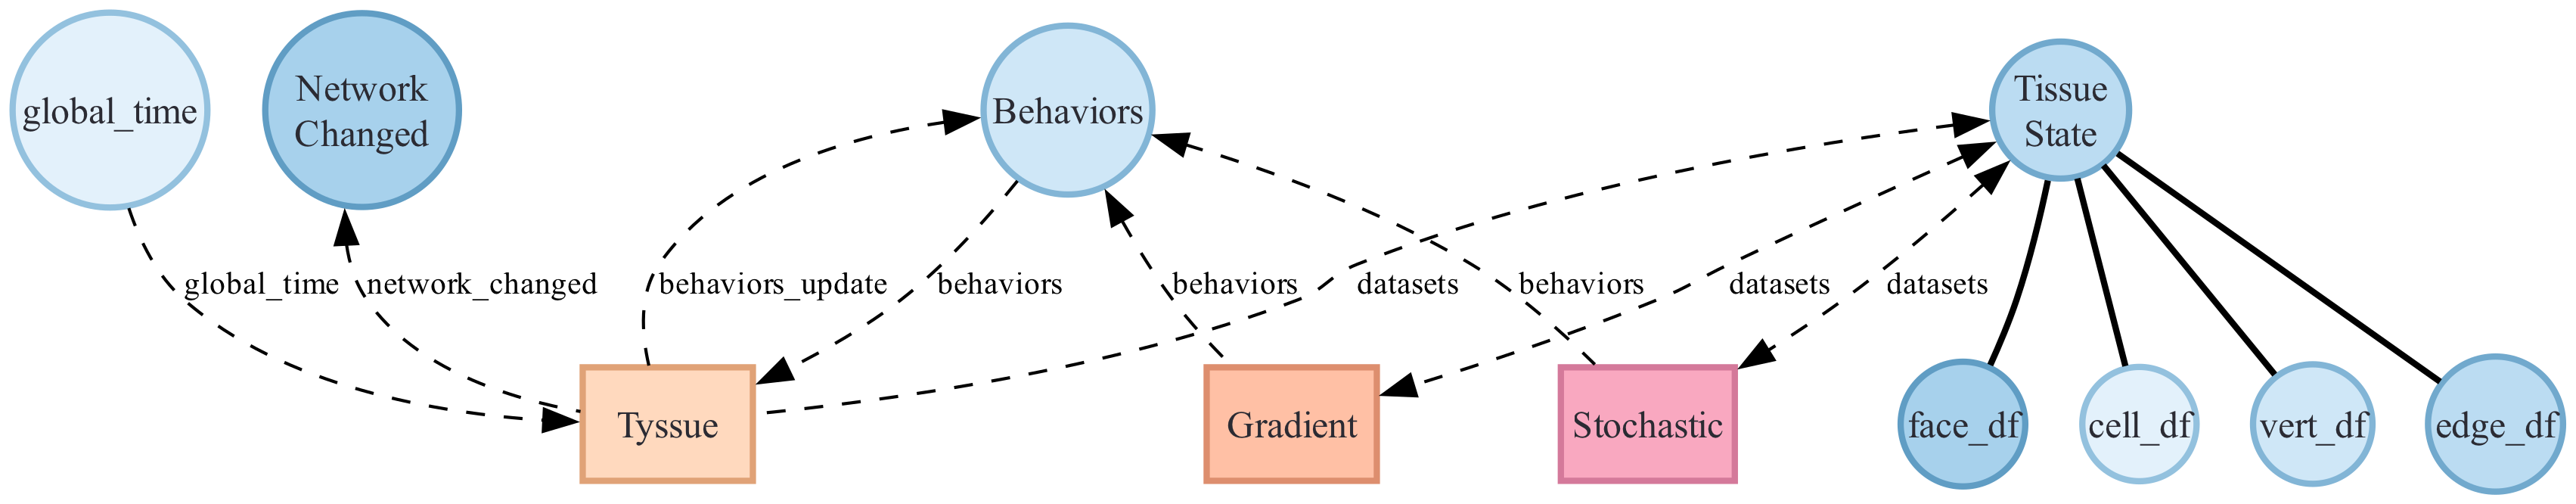 global_time
Network
Changed
Behaviors
Tissue
State
global_time
network_changed
behaviors_update
behaviors
behaviors
datasets
behaviors
datasets
datasets
Tyssue
Gradient
Stochastic
face_df
cell_df
vert_df
edge_df